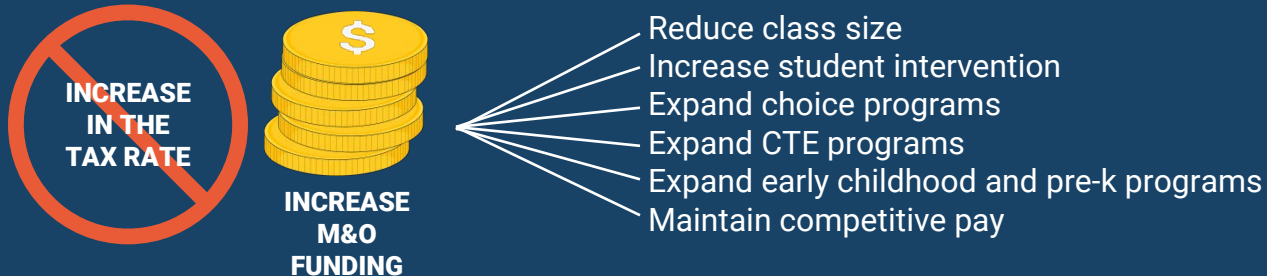 INCREASE
IN THE
TAX RATE
$
INCREASE
M&O
FUNDING
Reduce class size
Increase student intervention
Expand choice programs
Expand CTE programs
Expand early childhood and pre-k programs
Maintain competitive pay